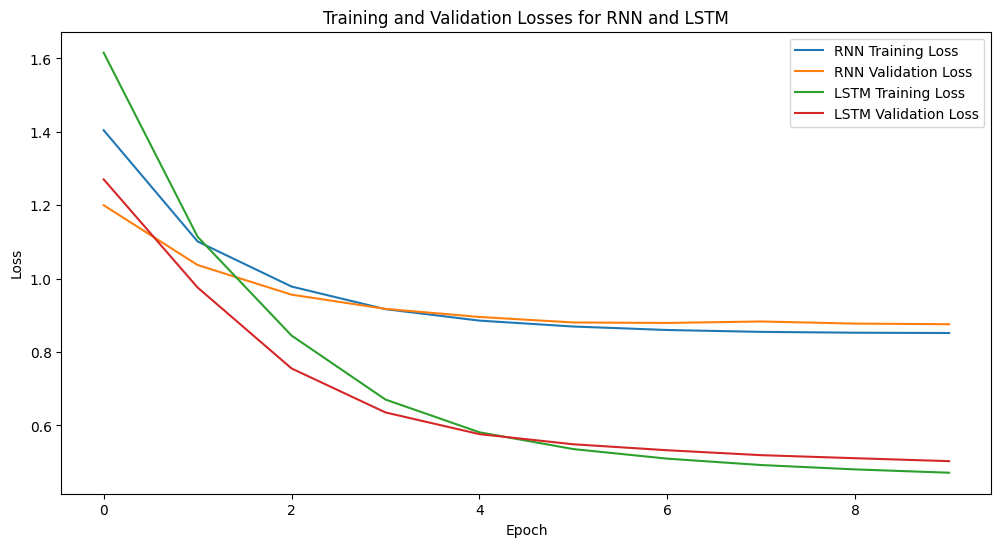 Training and Validation Losses for RNN and LSTM
RNN Training Loss
RNN Validation Loss
LSTM Training Loss
LSTM Validation Loss
Loss
1.6
1.4
1.2
1.0
0.8
0.6
0 2 4 6 8
Epoch